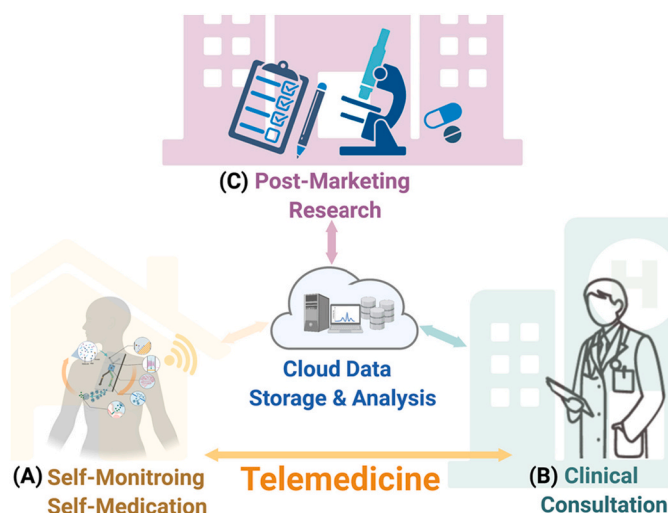 (C) Post-Marketing
Research
Cloud Data
Storage & Analysis
(A) Self-Monitroing
Self-Medication
Telemedicine
(B) Clinical
Consultation
H